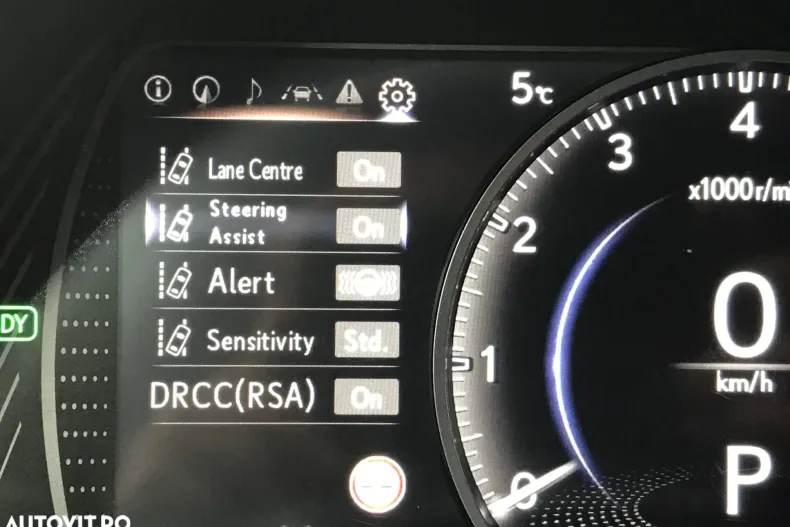 5℃
Lane Centre On
Steering
Assist On
Alert
Sensitivity Std.
DRCC(RSA) On
4
3
x1000r/m
2
DY
0
1
km/h
0
P
AUTOVIT.RO